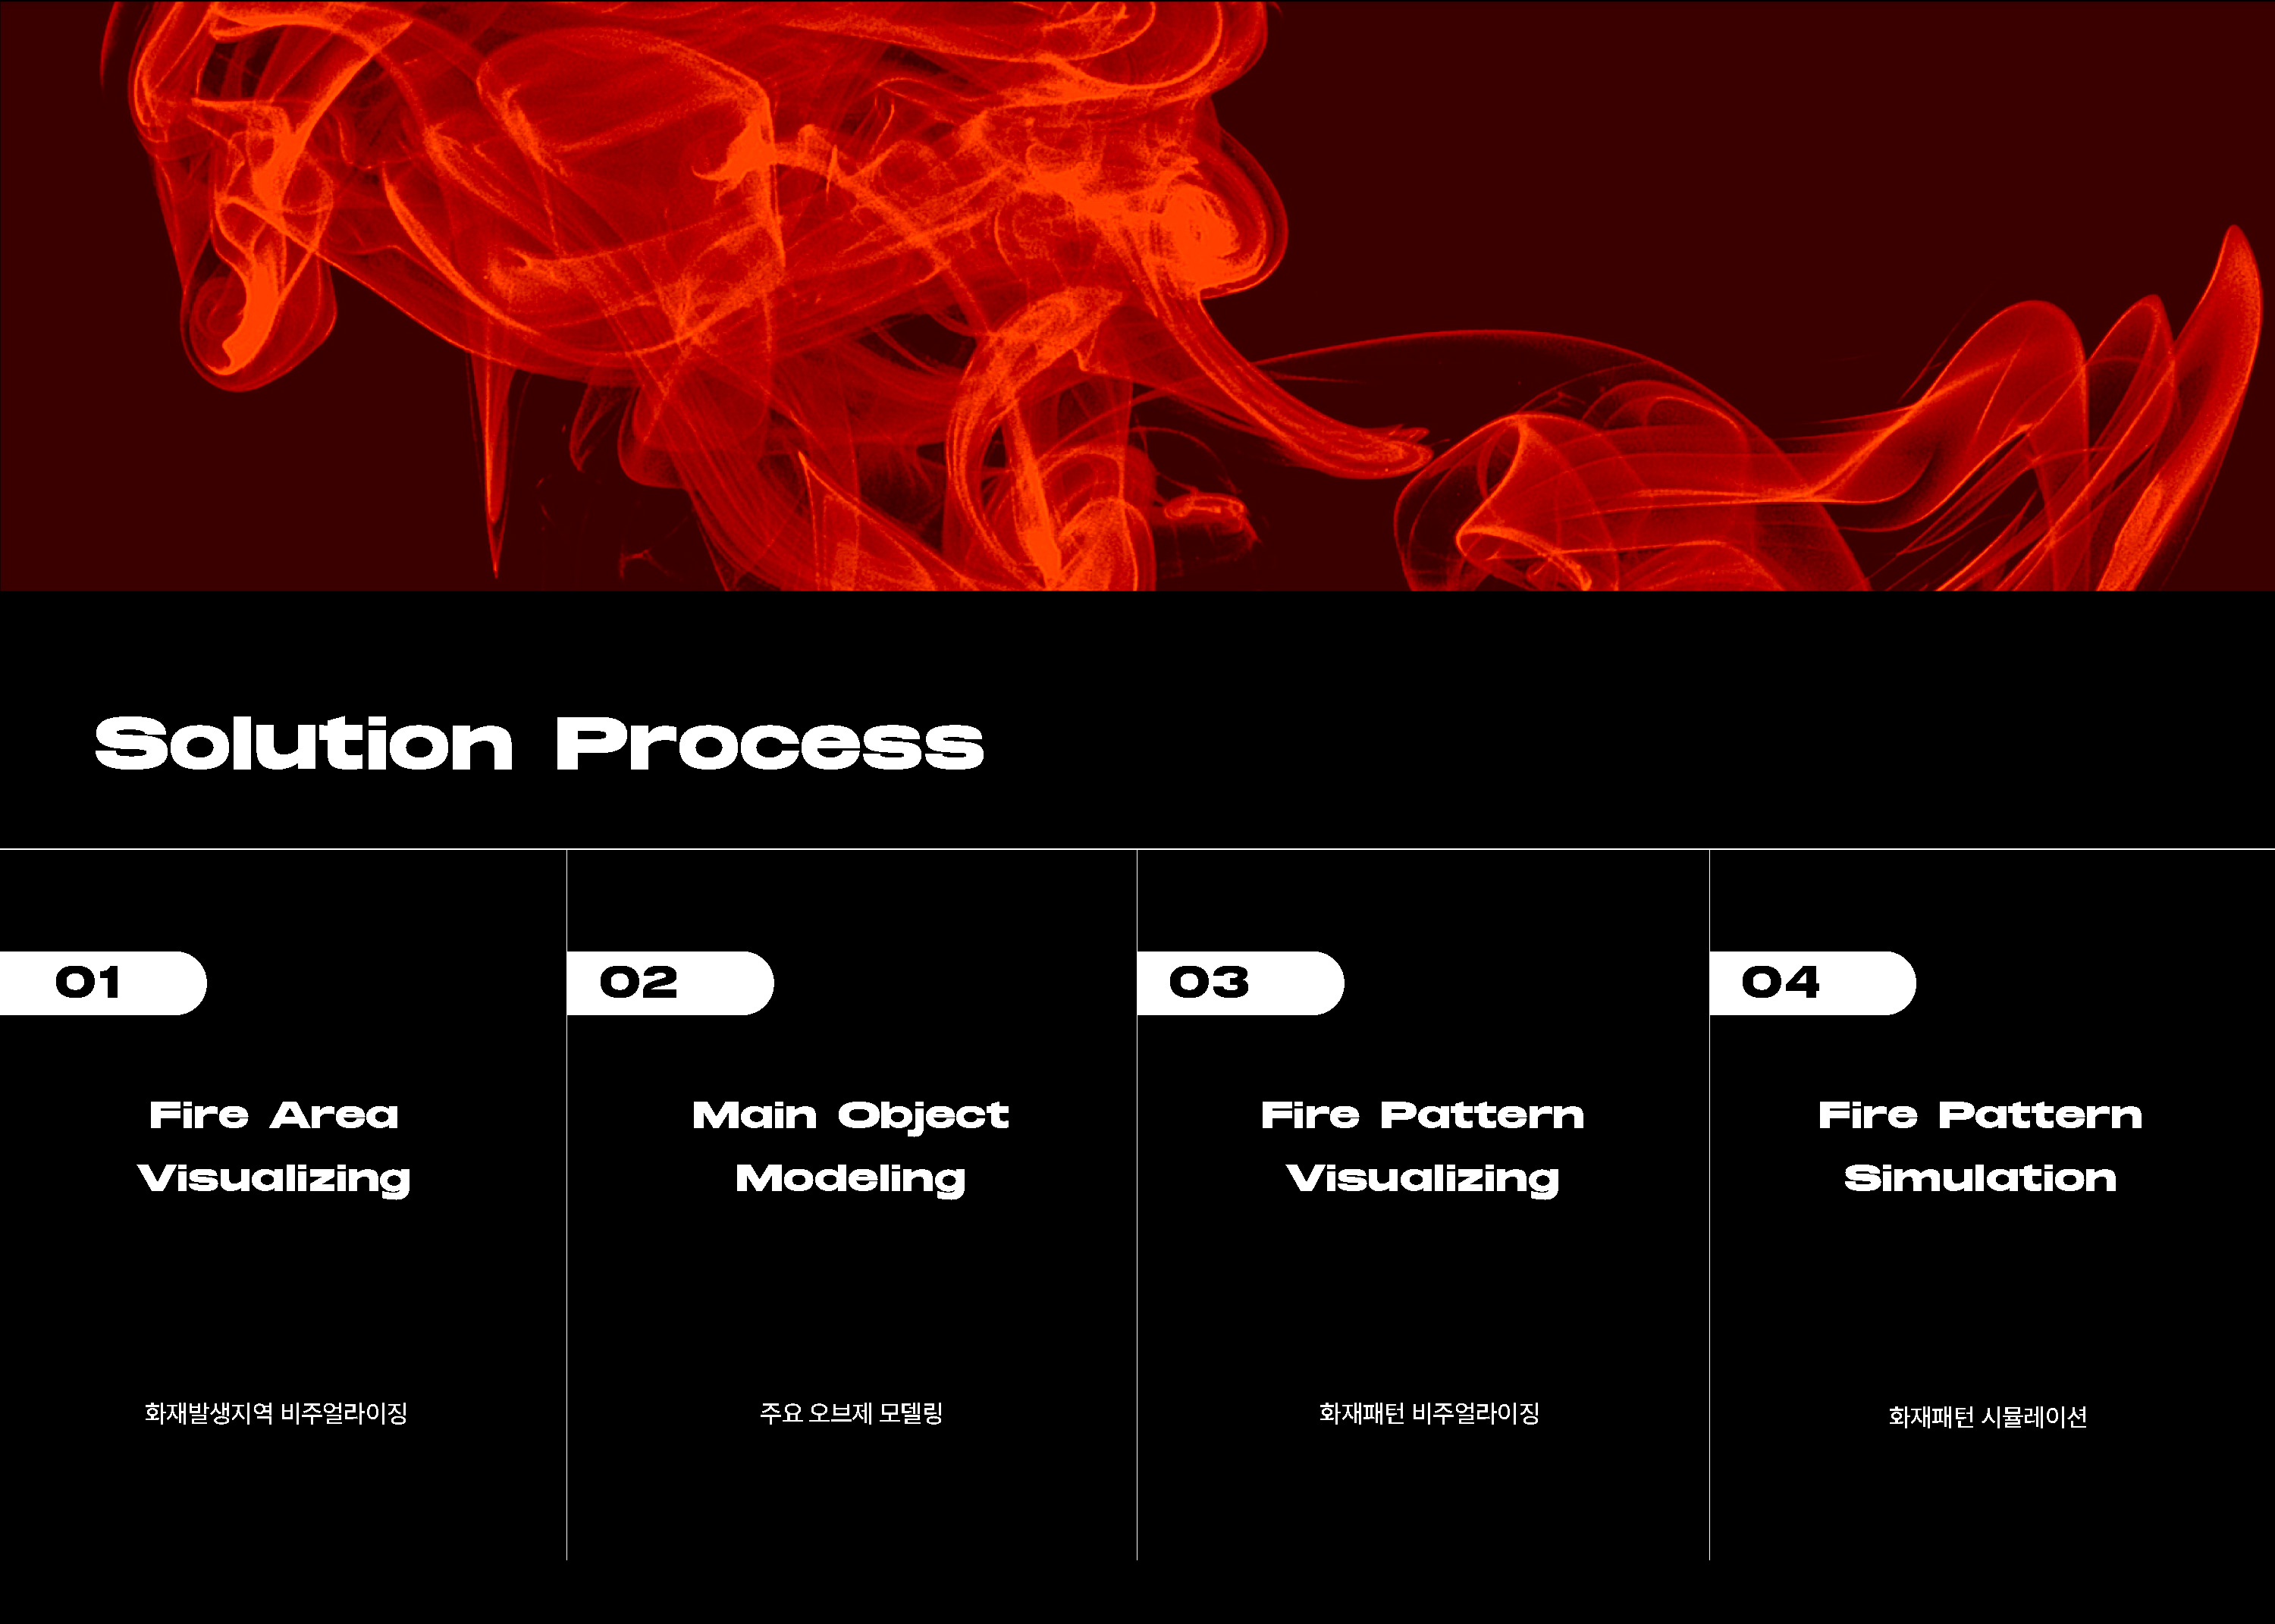 Solution Process
01
Fire Area
Visualizing
화재발생지역 비주얼라이징
02
Main Object
Modeling
주요 오브제 모델링
03
Fire Pattern
Visualizing
화재패턴 비주얼라이징
04
Fire Pattern
Simulation
화재패턴 시뮬레이션